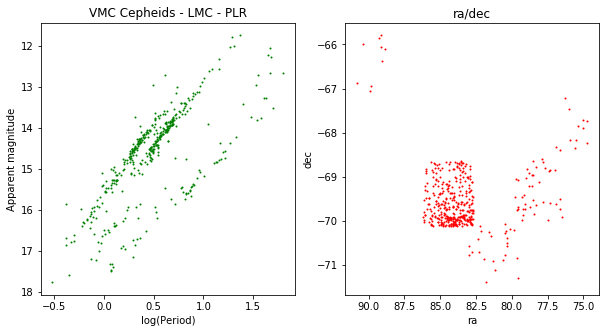 VMC Cepheids - LMC - PLR
Apparent magnitude
12
13
14
15
16
17
18
−0.5 0.0 0.5 1.0 1.5
log(Period)
ra/dec
dec
−66
−67
−68
−69
−70
−71
90.0 87.5 85.0 82.5 80.0 77.5 75.0
ra